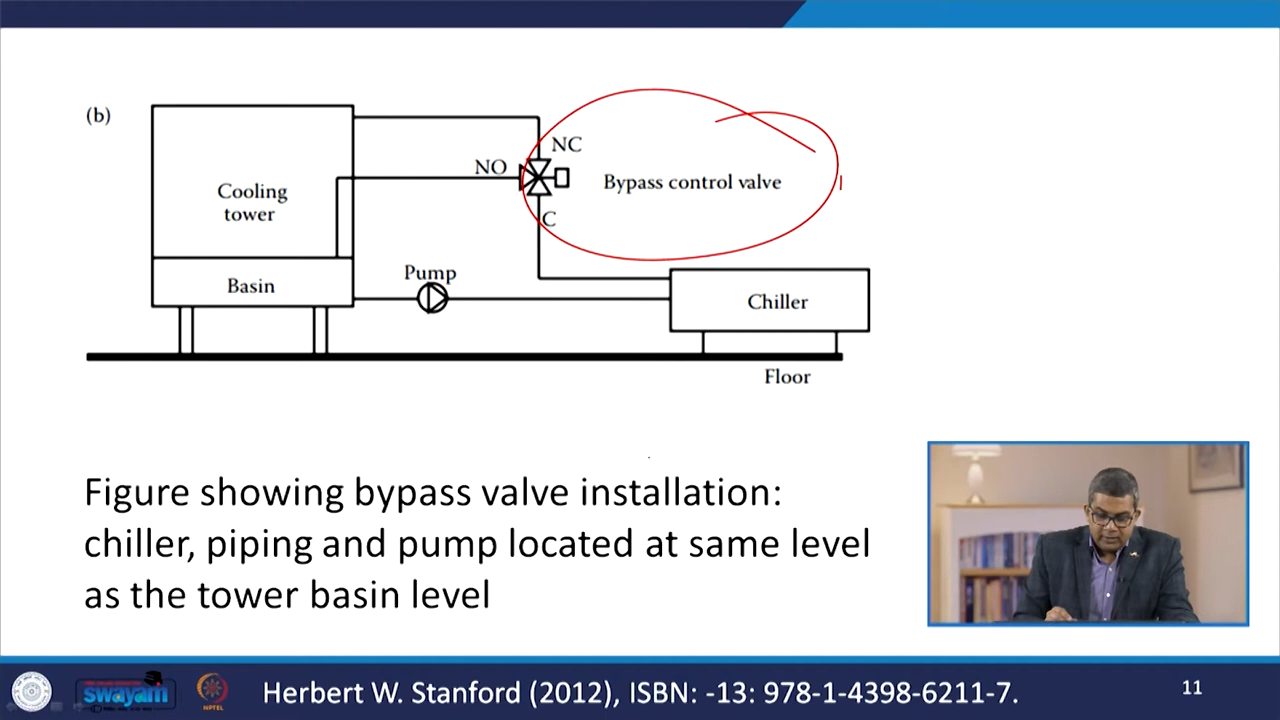 (b)
NC
NO
Cooling
tower
Bypass control valve
C
Pump
Basin
Chiller
Floor
Figure showing bypass valve installation:
chiller, piping and pump located at same level
as the tower basin level
swayam
NPTEL
Herbert W. Stanford (2012), ISBN: -13: 978-1-4398-6211-7.
11